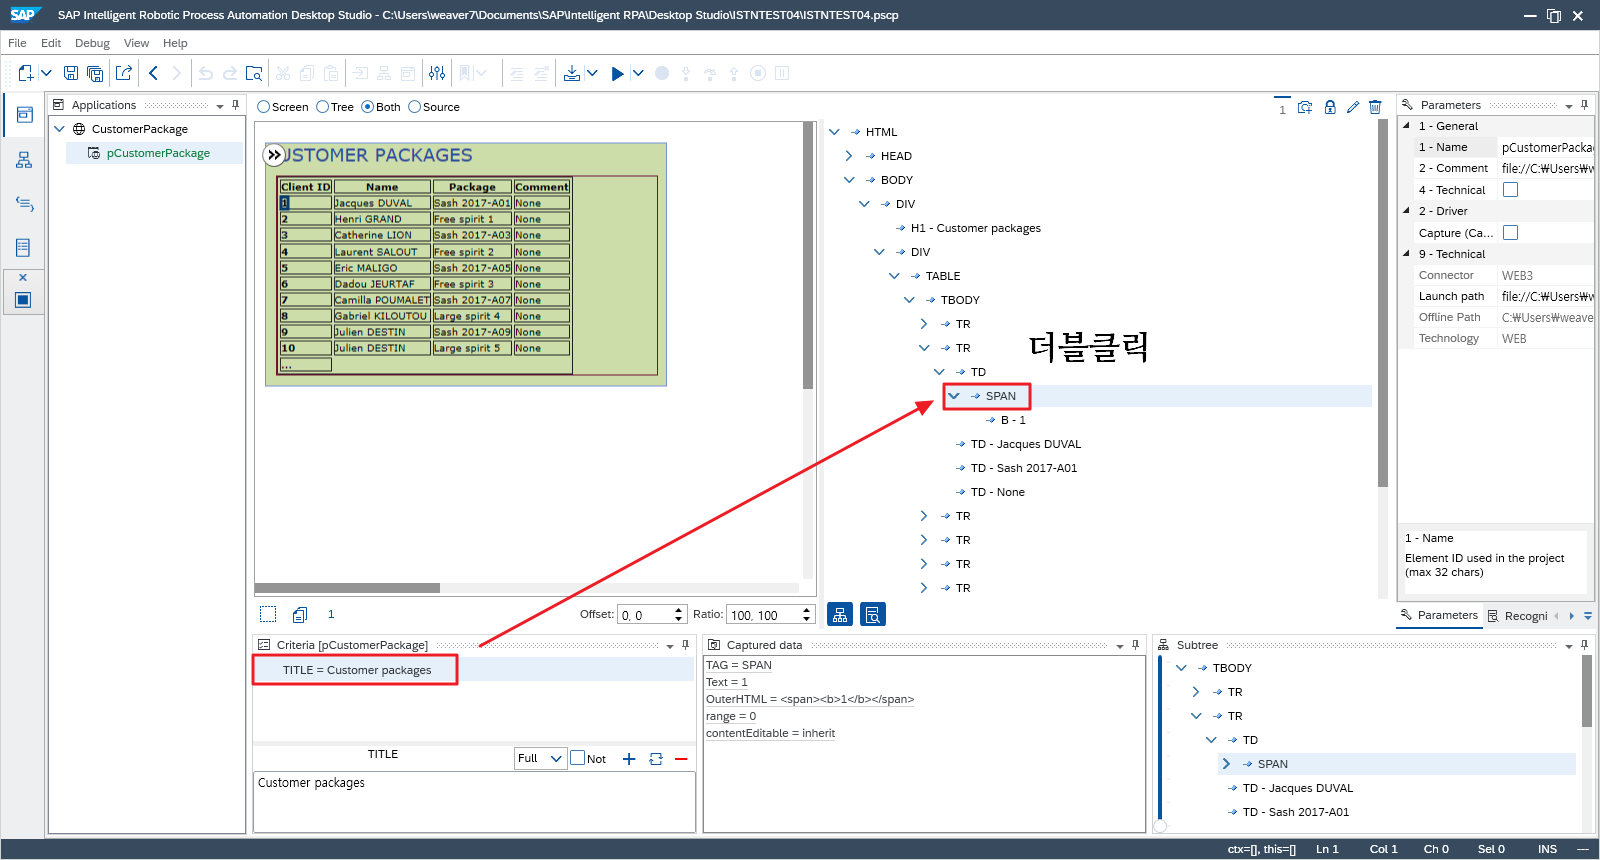 SAP SAP Intelligent Robotic Process Automation Desktop Studio - C:\Users\weaver7\Documents\SAP\Intelligent RPA\Desktop Studio\ISTNTEST04\ISTNTEST04.pscp
File Edit Debug View Help
Applications
CustomerPackage
pCustomerPackage
Screen Tree Both Source
1
USTOMER PACKAGES
Client ID Name Package Comment
1 Jacques DUVAL Sash 2017-A01 None
2 Henri GRAND Free spirit 1 None
3 Catherine LION Sash 2017-A03 None
4 Laurent SALOUT Free spirit 2 None
5 Eric MALIGO Sash 2017-A05 None
6 Dadou JEURTAF Free spirit 3 None
7 Camilla POUMALET Sash 2017-A07 None
8 Gabriel KILOUTOU Large spirit 4 None
9 Julien DESTIN Sash 2017-A09 None
10 Julien DESTIN Large spirit 5 None
...
1
Offset: 0, 0 Ratio: 100, 100
HTML
HEAD
BODY
DIV
H1 - Customer packages
DIV
TABLE
TBODY
TR
TR
더블클릭
TD
SPAN
B - 1
TD - Jacques DUVAL
TD - Sash 2017-A01
TD - None
TR
TR
TR
TR
Parameters
1 - General
1 - Name pCustomerPacka
2 - Comment file://C:₩Users₩w
4 - Technical
2 - Driver
Capture (Ca...
9 - Technical
Connector WEB3
Launch path file://C:₩Users₩w
Offline Path C:₩Users₩weave
Technology WEB
1 - Name
Element ID used in the project
(max 32 chars)
Parameters Recogni
Criteria [pCustomerPackage]
TITLE = Customer packages
TITLE Full Not
Customer packages
Captured data
TAG = SPAN
Text = 1
OuterHTML = <span><b>1</b></span>
range = 0
contentEditable = inherit
Subtree
TBODY
TR
TR
TD
SPAN
TD - Jacques DUVAL
TD - Sash 2017-A01
ctx=[], this=[] Ln 1 Col 1 Ch 0 Sel 0 INS ---